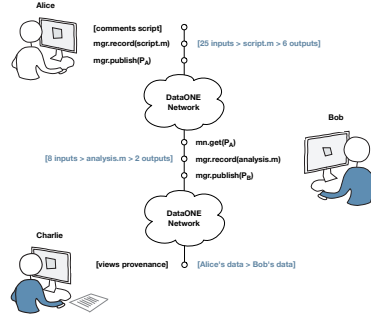 Alice
[comments script]
mgr.record(script.m) [25 inputs > script.m > 6 outputs]
mgr.publish(PA)
DataONE
Network
Bob
mn.get(PA)
[8 inputs > analysis.m > 2 outputs] mgr.record(analysis.m)
mgr.publish(PB)
DataONE
Network
Charlie
[views provenance] [Alice's data > Bob's data]